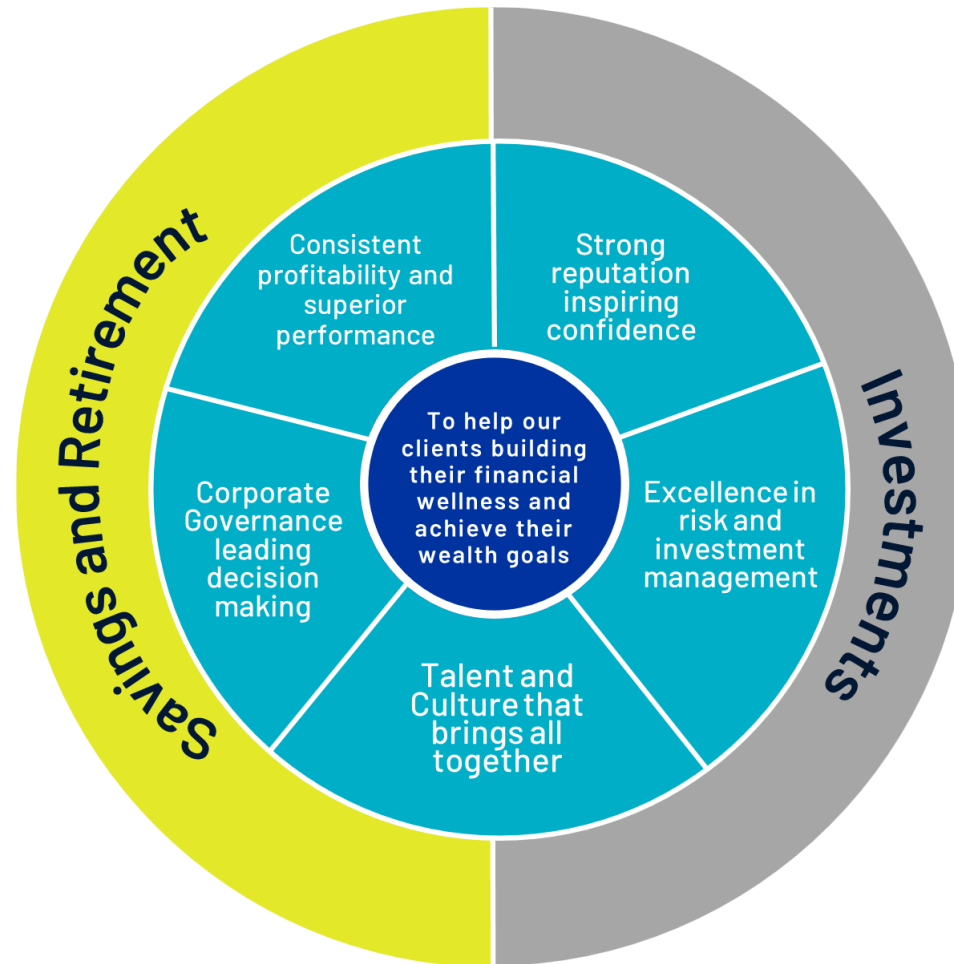 Savings and Retirement
Investments
Consistent
profitability and
superior
performance
Strong
reputation
inspiring
confidence
To help our
clients building
their financial
wellness and
achieve their
wealth goals
Corporate
Governance
leading
decision
making
Excellence in
risk and
investment
management
Talent and
Culture that
brings all
together